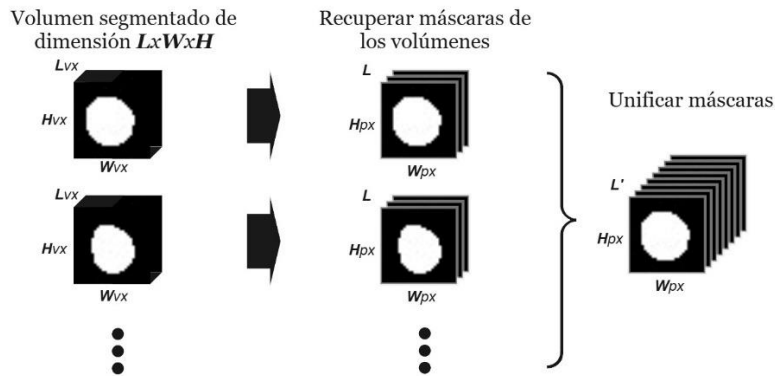 Volumen segmentado de
dimensión LxWxH
Recuperar máscaras de
los volúmenes
Unificar máscaras
Lvx
Hvx
Wvx
L
Hpx
Wpx
Lvx
Hvx
Wvx
L
Hpx
Wpx
L'
Hpx
Wpx